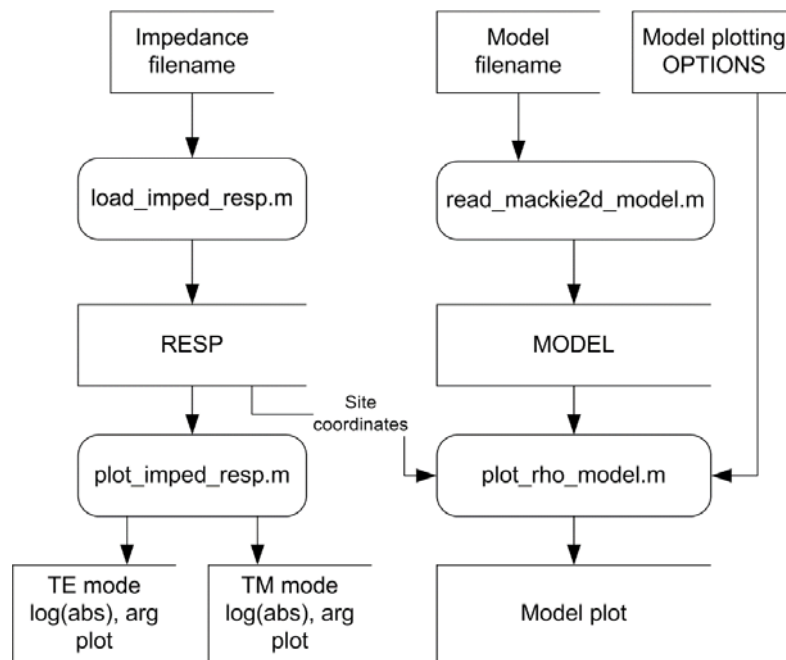 Impedance
filename
Model
filename
Model plotting
OPTIONS
load_imped_resp.m
read_mackie2d_model.m
RESP
MODEL
Site
coordinates
plot_imped_resp.m
plot_rho_model.m
TE mode
log(abs), arg
plot
TM mode
log(abs), arg
plot
Model plot